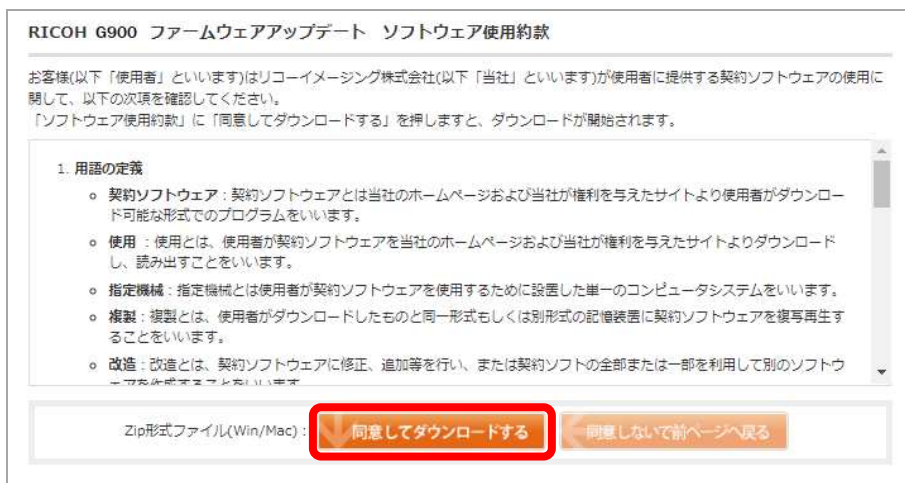 RICOH G900 ファームウェアアップデート ソフトウェア使用約款
お客様(以下「使用者」といいます)はリコーイメージング株式会社(以下「当社」といいます)が使用者に提供する契約ソフトウェアの使用に
関して、以下の次項を確認してください。
「ソフトウェア使用約款」に「同意してダウンロードする」を押しますと、ダウンロードが開始されます。
1. 用語の定義
契約ソフトウェア：契約ソフトウェアとは当社のホームページおよび当社が権利を与えたサイトより使用者がダウンロー
ド可能な形式でのプログラムをいいます。
使用 ：使用とは、使用者が契約ソフトウェアを当社のホームページおよび当社が権利を与えたサイトよりダウンロード
し、読み出すことをいいます。
指定機械：指定機械とは使用者が契約ソフトウェアを使用するために設置した単一のコンピュータシステムをいいます。
複製：複製とは、使用者がダウンロードしたものと同一形式もしくは別形式の記憶装置に契約ソフトウェアを複写再生す
ることをいいます。
改造：改造とは、契約ソフトウェアに修正、追加等を行い、または契約ソフトの全部または一部を利用して別のソフトウ
ェアを作成することをいいます
Zip形式ファイル(Win/Mac)： 同意してダウンロードする 同意しないで前ページへ戻る